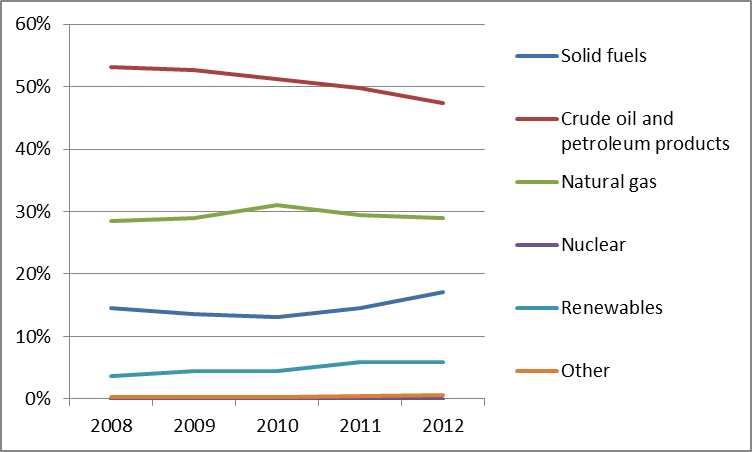 60%
50%
40%
30%
20%
10%
0%
2008 2009 2010 2011 2012
Solid fuels
Crude oil and
petroleum products
Natural gas
Nuclear
Renewables
Other